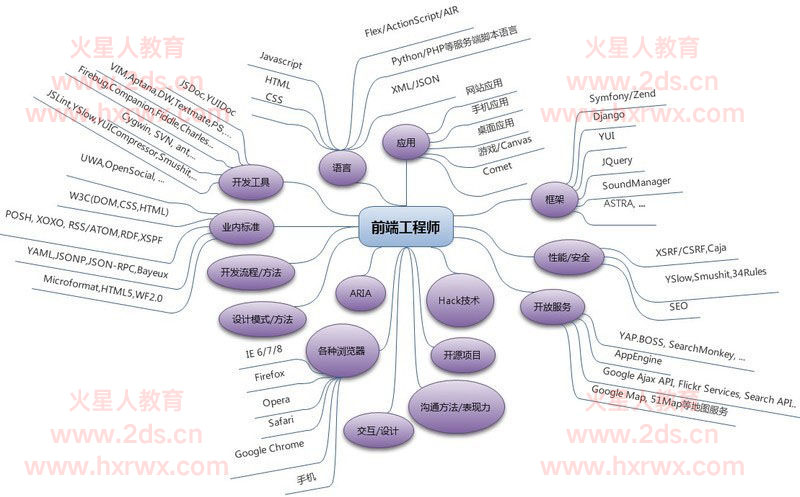 火星人教育
www.2ds.cn
www.hxrwx.com
火星人教育
www.2ds.cn
www.hxrwx.com
火星人教育
www.2ds.cn
www.hxrwx.com
火星人教育
www.2ds.cn
www.hxrwx.com
前端工程师
语言
Flex/ActionScript/AIR
Python/PHP等服务端脚本语言
XML/JSON
Javascript
HTML
CSS
应用
网站应用
手机应用
桌面应用
游戏/Canvas
Comet
框架
Symfony/Zend
Django
YUI
JQuery
SoundManager
ASTRA, ...
性能/安全
XSRF/CSRF,Caja
YSlow,Smushit,34Rules
SEO
开放服务
YAP.BOSS, SearchMonkey, ...
AppEngine
Google Ajax API, Flickr Services, Search API..
Google Map, 51Map等地图服务
Hack技术
开源项目
沟通方法/表现力
交互/设计
ARIA
各种浏览器
IE 6/7/8
Firefox
Opera
Safari
Google Chrome
手机
设计模式/方法
开发流程/方法
业内标准
UWA,OpenSocial, ...
W3C(DOM,CSS,HTML)
POSH, XOXO, RSS/ATOM,RDF,XSPF
YAML,JSONP,JSON-RPC,Bayeux
Microformat,HTML5,WF2.0
开发工具
JSDoc,YUIDoc
VIM,Aptana,DW,Textmate,PS,...
Firebug,Companion,Fiddle,Charles...
Cygwin, SVN, ant,...
JSLint,YSlow,YUICompressor,Smushit,...